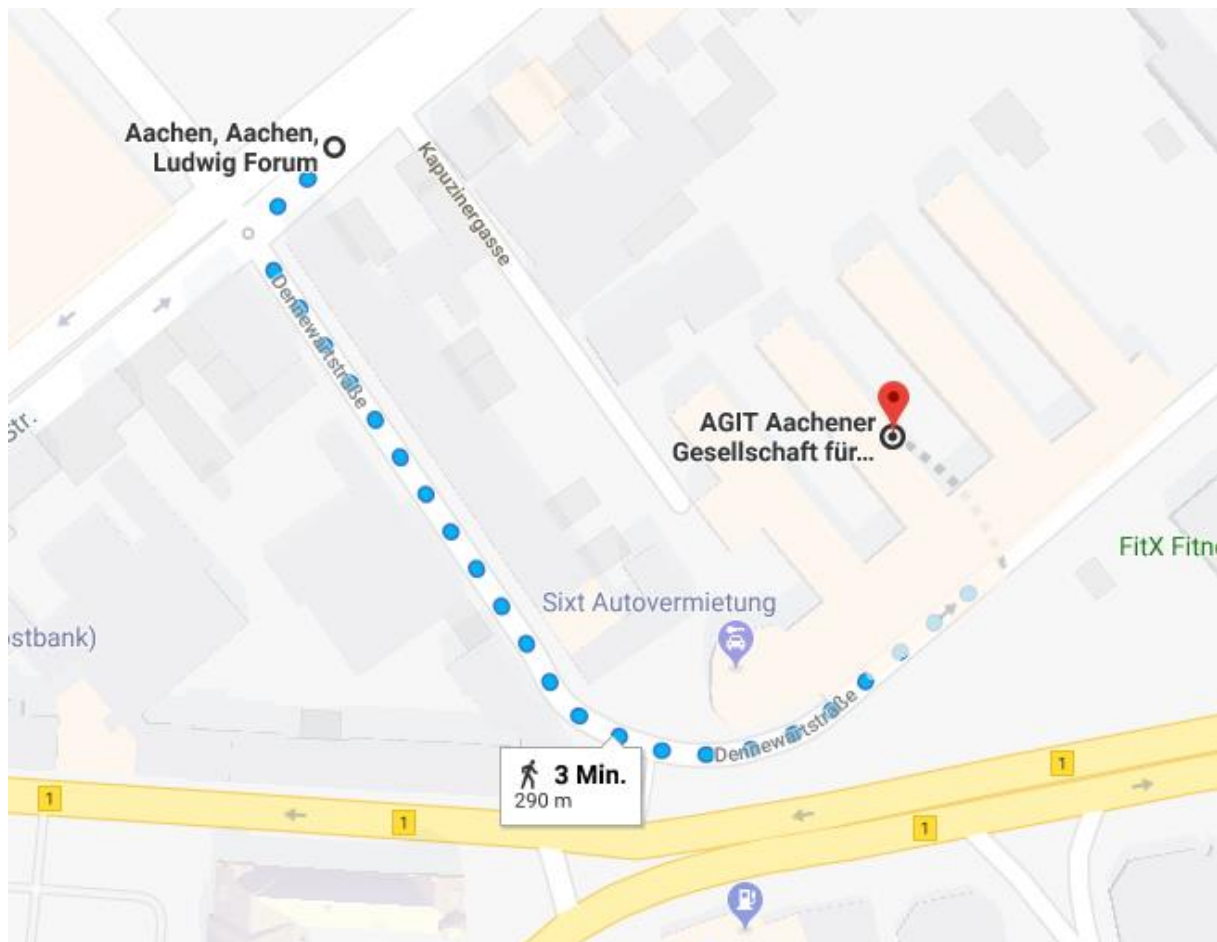 Aachen, Aachen,
Ludwig Forum
Kapuzinergasse
Dennewartstraße
Str.
AGIT Aachener
Gesellschaft für...
FitX Fitn
Sixt Autovermietung
stbank)
Dennewartstraße
3 Min.
290 m
1
1
1
1